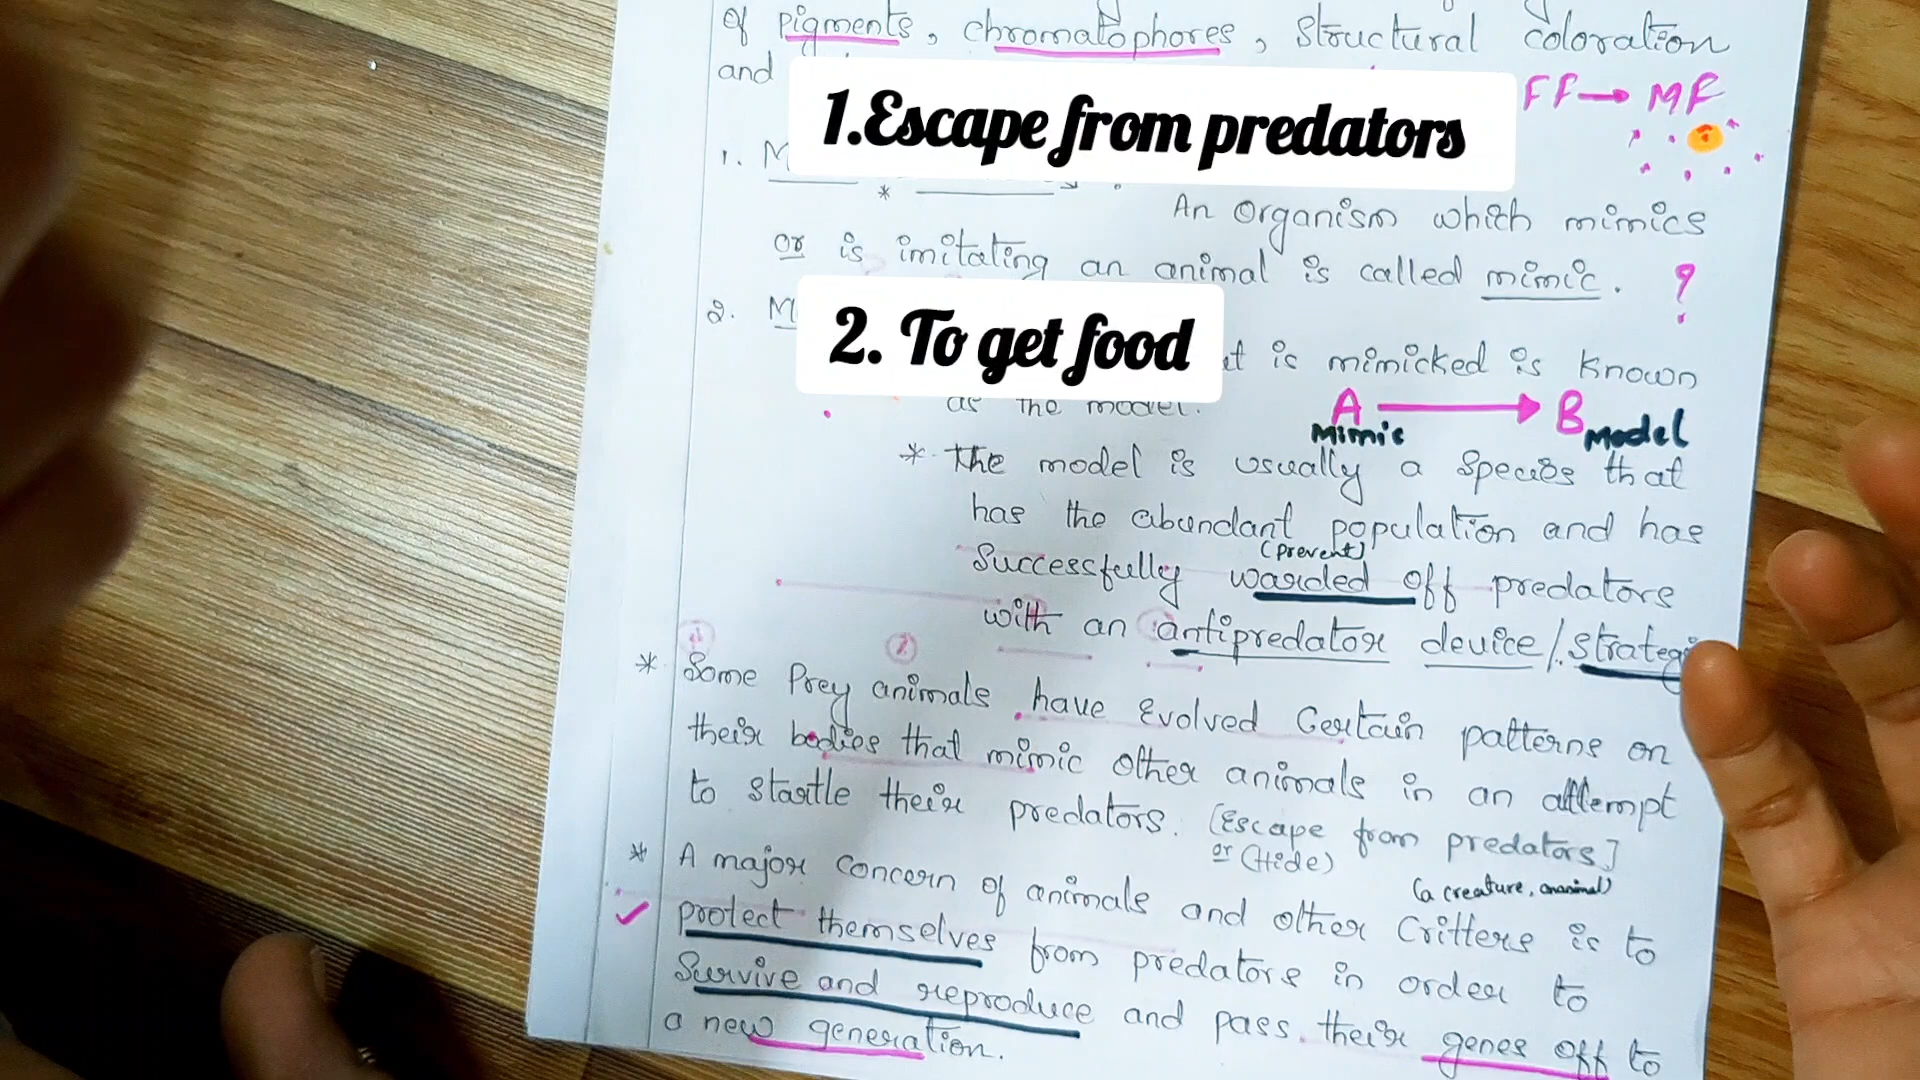 of pigments, chromatophores, structural coloration
and
FF → MF
1.Escape from predators
1. M
An organism which mimics
or is imitating an animal is called mimic. ?
2. M
2. To get food
is mimicked is known
as the model.
A → B
Mimic Model
* The model is usually a species that
has the abundant population and has
(prevent)
successfully warded off predators
with an antipredator device/strateg
1 2
* Some Prey animals have evolved certain patterns on
their bodies that mimic other animals in an attempt
to startle their predators. [Escape from predators]
or (Hide)
(a creature, an animal)
* A major concern of animals and other critters is to
protect themselves from predators in order to
survive and reproduce and pass their genes off to
a new generation.